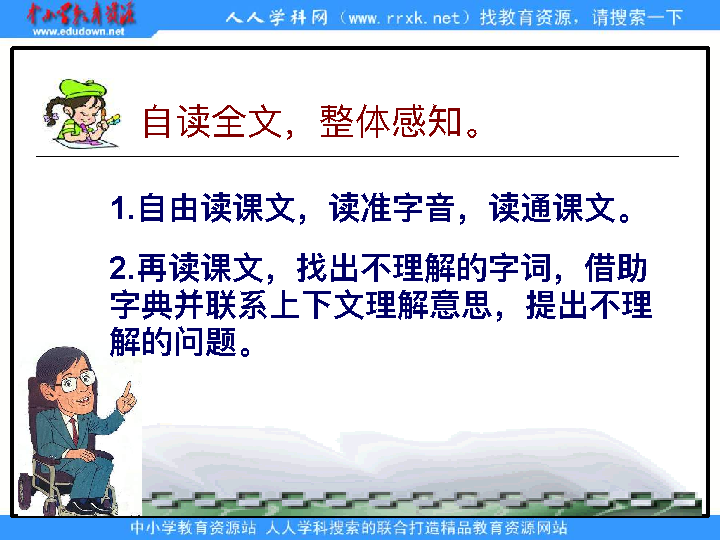 中小学教育资源
www.edudown.net
人人学科网（www.rrxk.net）找教育资源，请搜索一下
自读全文，整体感知。
1.自由读课文，读准字音，读通课文。
2.再读课文，找出不理解的字词，借助
字典并联系上下文理解意思，提出不理
解的问题。
中小学教育资源站 人人学科搜索的联合打造精品教育资源网站